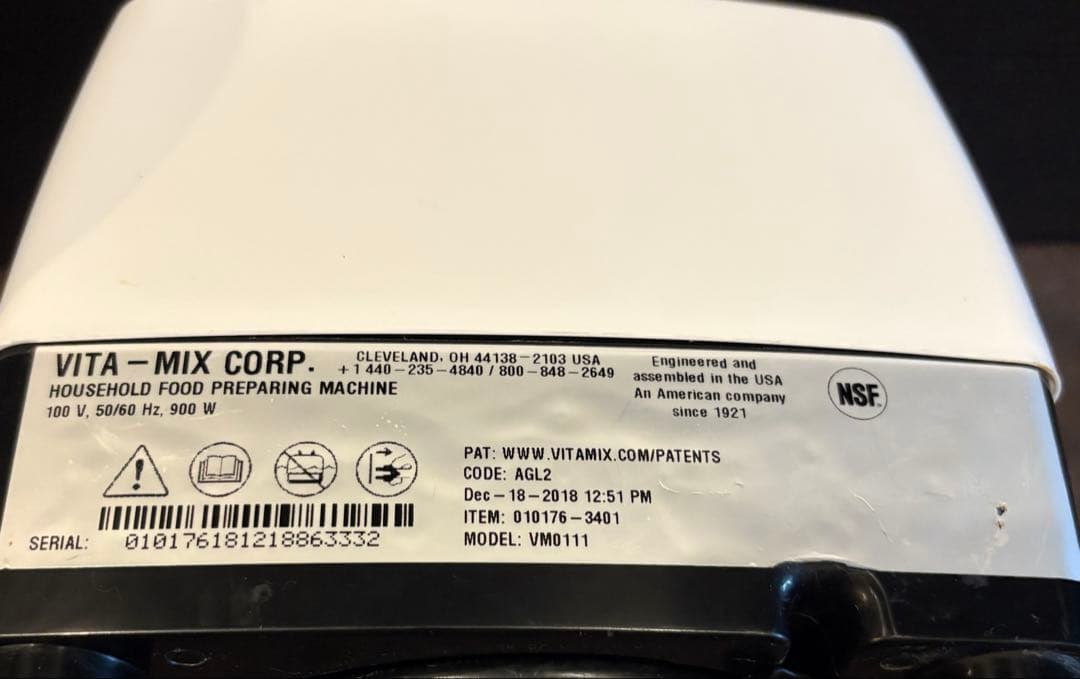 VITA-MIX CORP.
CLEVELAND, OH 44138-2103 USA
+1 440-235-4840 / 800-848-2649
HOUSEHOLD FOOD PREPARING MACHINE
100 V, 50/60 Hz, 900 W
Engineered and
assembled in the USA
An American company
since 1921
NSF
PAT: WWW.VITAMIX.COM/PATENTS
CODE: AGL2
Dec-18-2018 12:51 PM
ITEM: 010176-3401
MODEL: VM0111
SERIAL: 010176181218863332